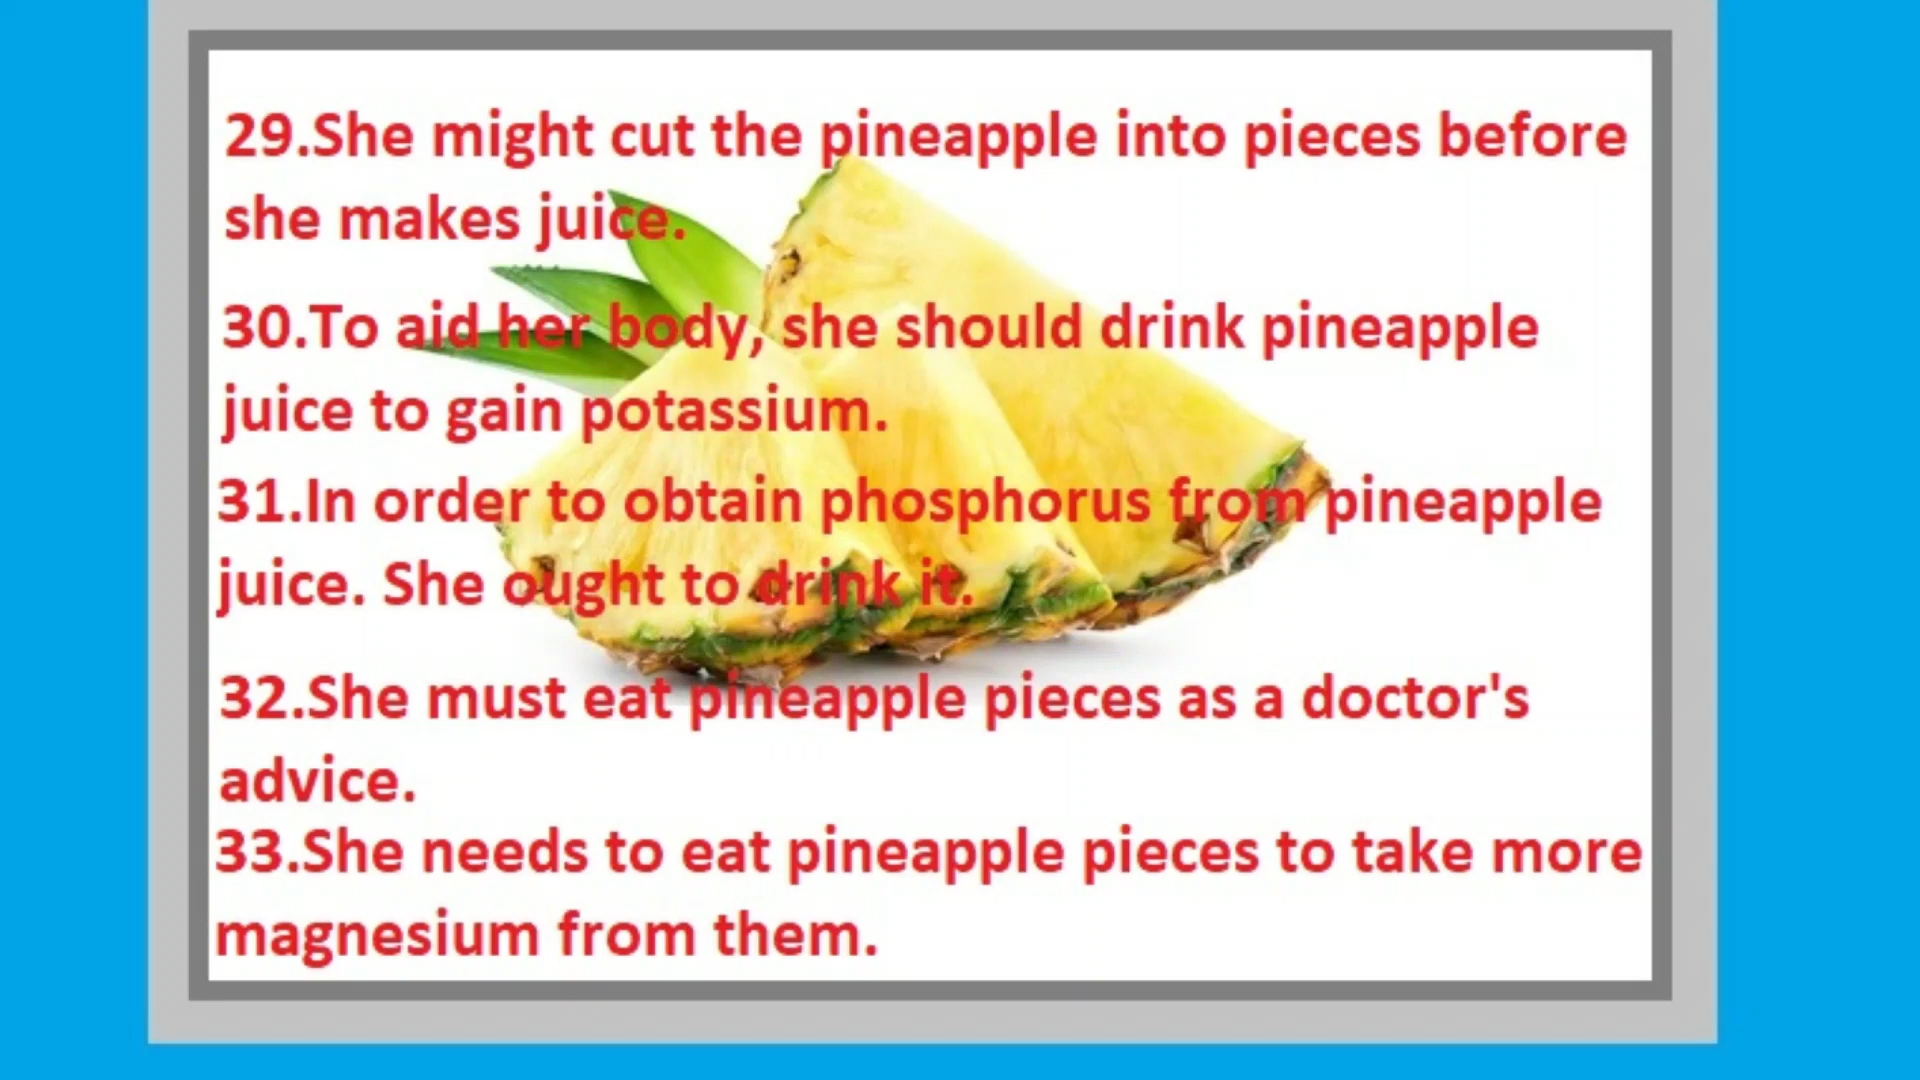 29.She might cut the pineapple into pieces before
she makes juice.
30.To aid her body, she should drink pineapple
juice to gain potassium.
31.In order to obtain phosphorus from pineapple
juice. She ought to drink it.
32.She must eat pineapple pieces as a doctor's
advice.
33.She needs to eat pineapple pieces to take more
magnesium from them.